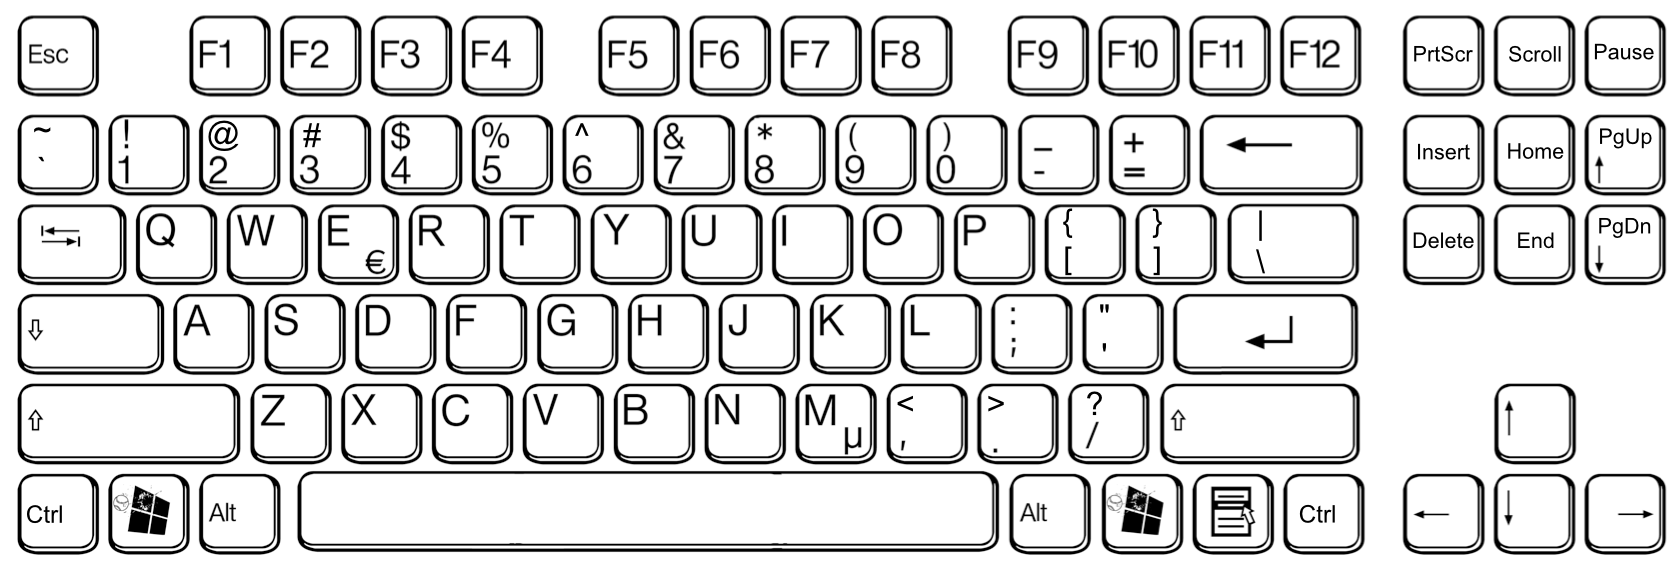 Esc F1 F2 F3 F4 F5 F6 F7 F8 F9 F10 F11 F12 PrtScr Scroll Pause
~ ! @ # $ % ^ & * ( ) _ + ← PgUp
` 1 2 3 4 5 6 7 8 9 0 - = Insert Home ↑
Q W E R T Y U I O P { } | PgDn
€ [ ] \ Delete End ↓
⇩ A S D F G H J K L : " ↵
; '
⇧ Z X C V B N M < > ? ⇧ ↑
µ , . /
Ctrl Alt Alt Ctrl ← ↓ →